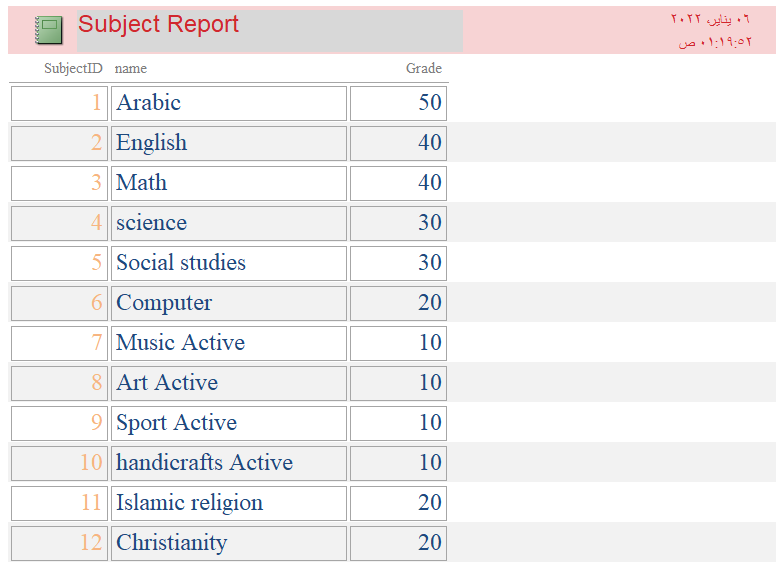 Subject Report
٠٦ يناير، ٢٠٢٢
٠١:١٩:٥٢ ص
SubjectID name Grade
1 Arabic 50
2 English 40
3 Math 40
4 science 30
5 Social studies 30
6 Computer 20
7 Music Active 10
8 Art Active 10
9 Sport Active 10
10 handicrafts Active 10
11 Islamic religion 20
12 Christianity 20